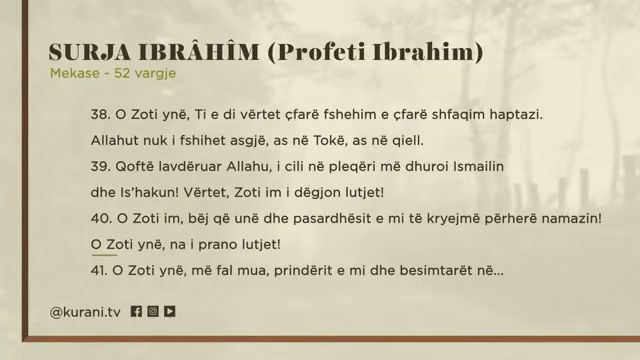 SURJA IBRÂHÎM (Profeti Ibrahim)
Mekase - 52 vargje
38. O Zoti ynë, Ti e di vërtet çfarë fshehim e çfarë shfaqim haptazi.
Allahut nuk i fshihet asgjë, as në Tokë, as në qiell.
39. Qoftë lavdëruar Allahu, i cili në pleqëri më dhuroi Ismailin
dhe Is’hakun! Vërtet, Zoti im i dëgjon lutjet!
40. O Zoti im, bëj që unë dhe pasardhësit e mi të kryejmë përherë namazin!
O Zoti ynë, na i prano lutjet!
41. O Zoti ynë, më fal mua, prindërit e mi dhe besimtarët në...
@kurani.tv